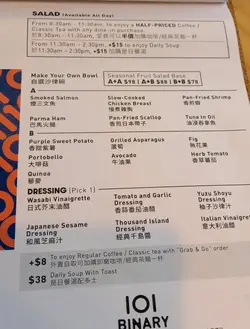 SALAD (Available All Day)
From 8:30am - 11:30am, to enjoy a HALF-PRICED Coffee /
Classic Tea with any dine in purchase.
From 11:30am - 2:30pm, +$15 to enjoy Daily Soup
Make Your Own Bowl
自選沙律碗
Seasonal Fruit Salad Base
A+A $88 | A+B $88 | B+B $78
A
Smoked Salmon
煙三文魚
Slow-Cooked
Chicken Breast
慢煮雞胸
Pan-fried Shrimp
香煎蝦
Parma Ham
巴馬火腿
Pan-fried Scallop
香煎日本帶子
Tuna in Oil
油浸吞拿魚
B
Purple Sweet Potato
香甜紫薯
Grilled Asparagus
蘆筍
Fig
無花果
Portobello
大啡菇
Avocado
牛油果
Herb Tomato
香草蕃茄
Quinoa
藜麥
DRESSING (Pick 1)
Wasabi Vinaigrette
日式芥末油醋
Tomato and Garlic
Dressing
香蒜番茄油醋
Yuzu Shoyu
Dressing
柚子沙律汁
Japanese Sesame
Dressing
和風芝麻汁
Thousand Island
Dressing
經典千島醬
Italian Vinaigre
意大利油醋
+$8 To enjoy Regular Coffee / Classic tea with "Grab & Go" order
$38 Daily Soup With Toast
是日餐湯配多士
101
BINARY